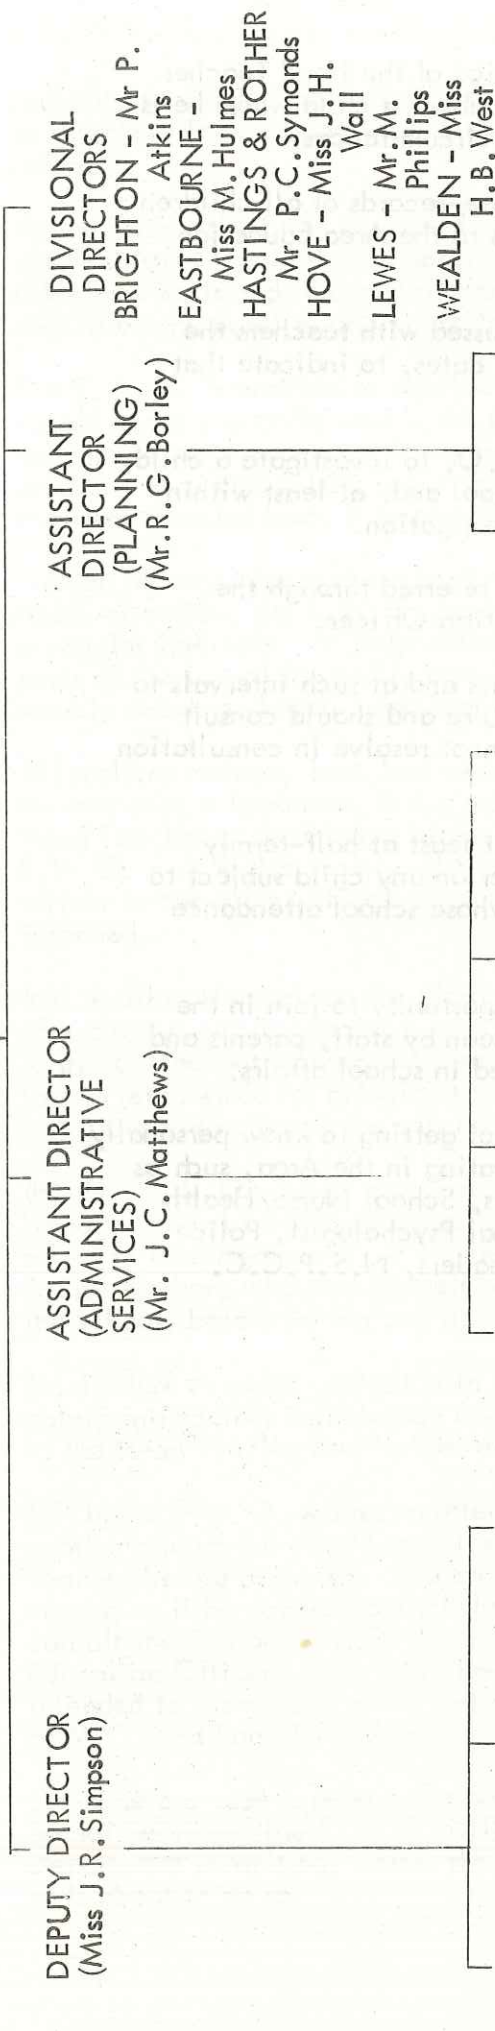 DEPUTY DIRECTOR
(Miss J.R.Simpson)
ASSISTANT DIRECTOR
(ADMINISTRATIVE
SERVICES)
(Mr. J.C.Matthews)
ASSISTANT
DIRECTOR
(PLANNING)
(Mr.R.G.Borley)
DIVISIONAL
DIRECTORS
BRIGHTON - Mr P.
Atkins
EASTBOURNE -
Miss M.Hulmes
HASTINGS & ROTHER
Mr. P.C.Symonds
HOVE - Miss J.H.
Wall
LEWES - Mr.M.
Phillips
WEALDEN - Miss
H.B.West